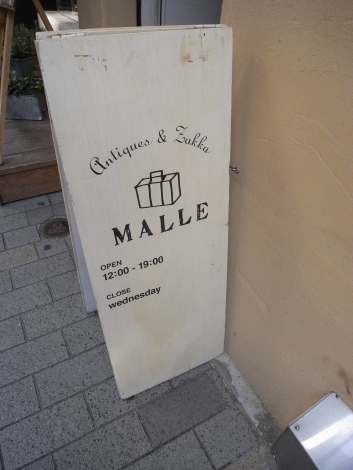 Antiques & Zakka
MALLE
OPEN
12:00 - 19:00
CLOSE
wednesday